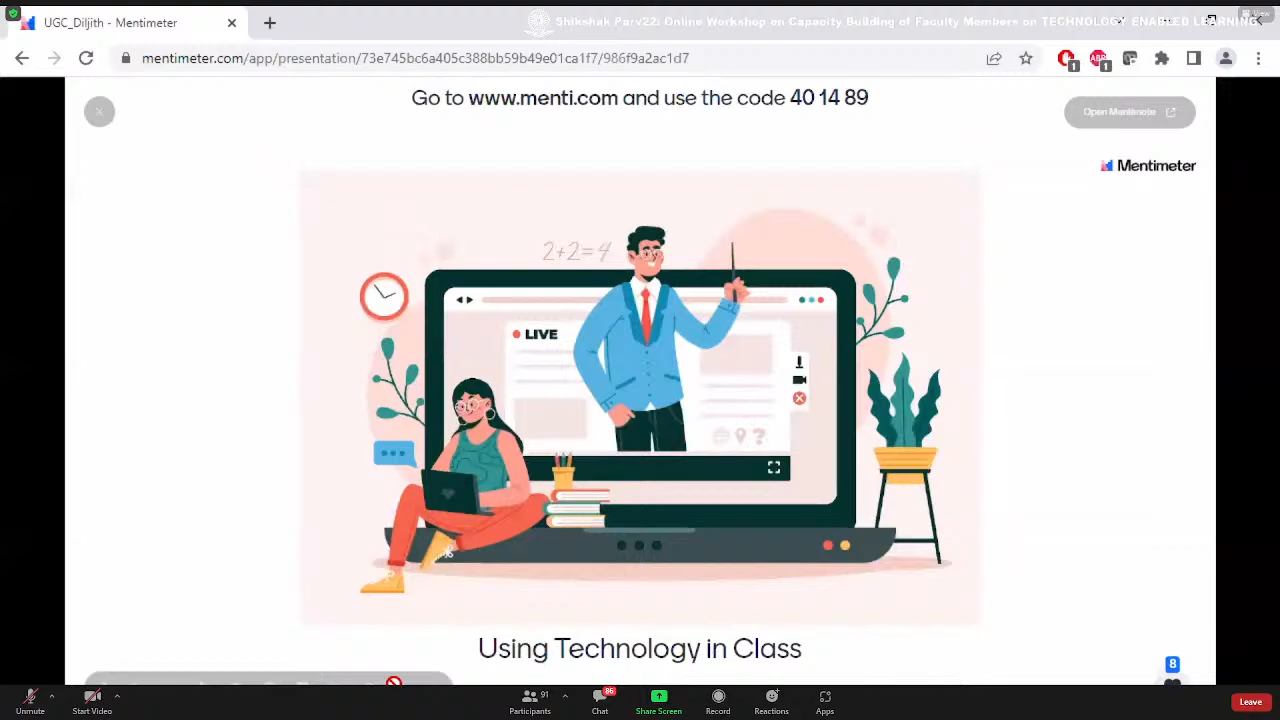 UGC_Diljith - Mentimeter
Shikshak Parv22: Online Workshop on Capacity Building of Faculty Members on TECHNOLOGY ENABLED LEARNING
View
mentimeter.com/app/presentation/73e745bc6a405c388bb59b49e01ca1f7/986f9a2ac1d7
1
1
Go to www.menti.com and use the code 40 14 89
Open Mentimote
Mentimeter
2+2=4
LIVE
Using Technology in Class
8
Unmute
Start Video
Participants
91
Chat
86
Share Screen
Record
Reactions
Apps
Leave